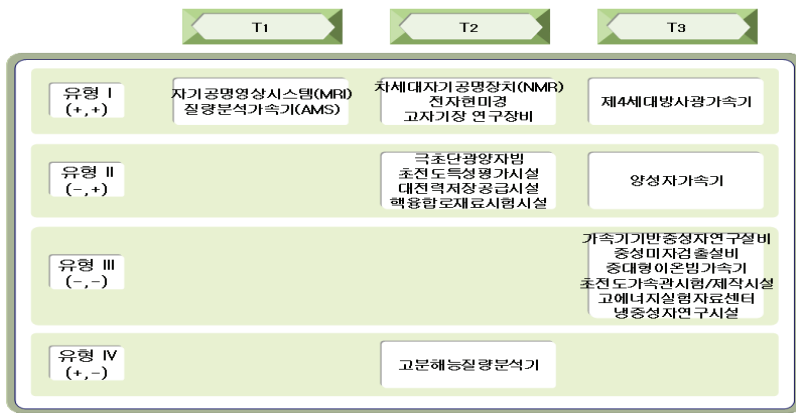 T1
T2
T3
유형 Ⅰ
(+,+)
자기공명영상시스템(MRI)
질량분석가속기(AMS)
차세대자기공명장치(NMR)
전자현미경
고자기장 연구장비
제4세대방사광가속기
유형 Ⅱ
(-,+)
극초단광양자빔
초전도특성평가시설
대전력저장공급시설
핵융합로재료시험시설
양성자가속기
유형 Ⅲ
(-,-)
가속기기반중성자연구설비
중성미자검출설비
중대형이온빔가속기
초전도가속관시험/제작시설
고에너지실험자료센터
냉중성자연구시설
유형 Ⅳ
(+,-)
고분해능질량분석기